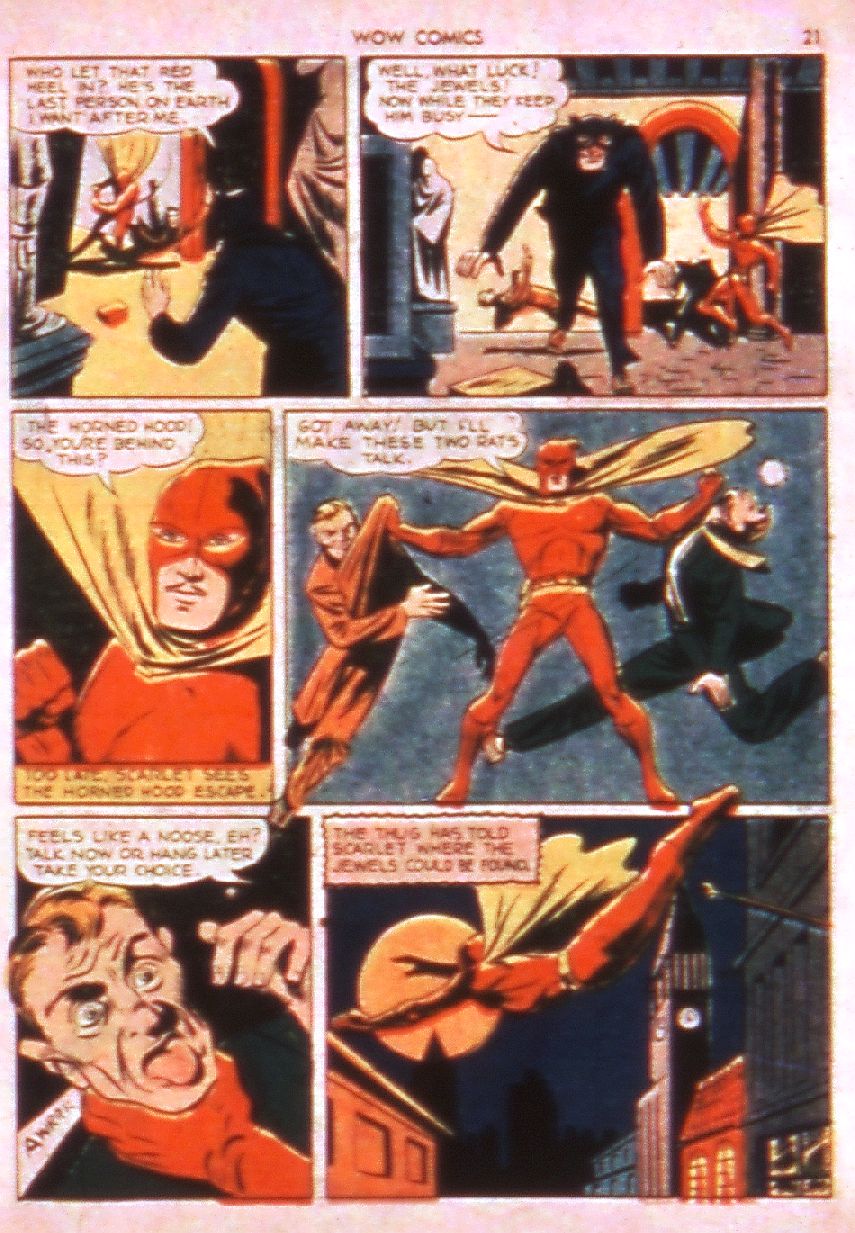 WOW COMICS
21
WHO LET THAT RED
HEEL IN? HE'S THE
LAST PERSON ON EARTH
I WANT AFTER ME.
WELL, WHAT LUCK!
THE JEWELS!
NOW WHILE THEY KEEP
HIM BUSY—
THE HORNED HOOD!
SO, YOU'RE BEHIND
THIS?
TOO LATE, SCARLET SEES
THE HORNED HOOD ESCAPE.
GOT AWAY! BUT I'LL
MAKE THESE TWO RATS
TALK.
FEELS LIKE A NOOSE, EH?
TALK NOW OR HANG LATER
TAKE YOUR CHOICE.
THE THUG HAS TOLD
SCARLET WHERE THE
JEWELS COULD BE FOUND.